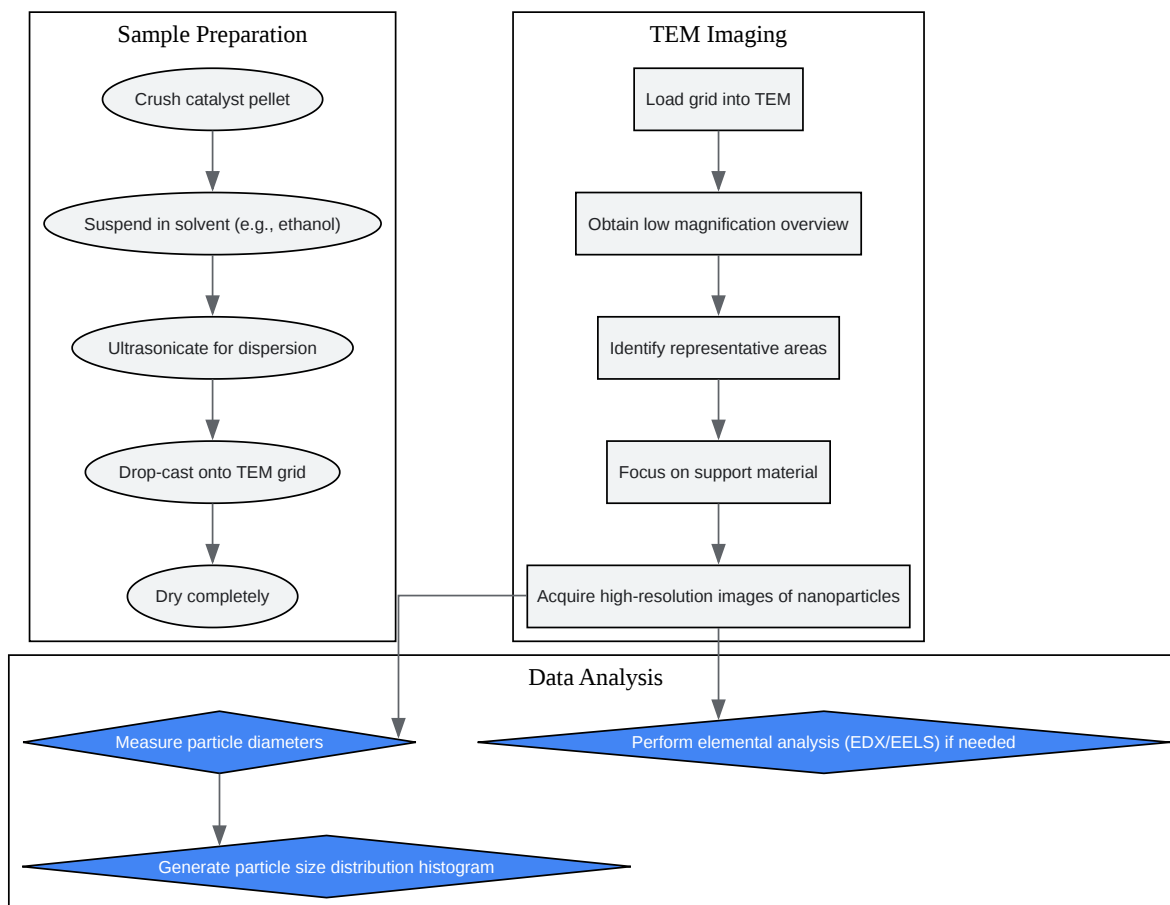 Sample Preparation
Crush catalyst pellet
Suspend in solvent (e.g., ethanol)
Ultrasonicate for dispersion
Drop-cast onto TEM grid
Dry completely
TEM Imaging
Load grid into TEM
Obtain low magnification overview
Identify representative areas
Focus on support material
Acquire high-resolution images of nanoparticles
Data Analysis
Measure particle diameters
Perform elemental analysis (EDX/EELS) if needed
Generate particle size distribution histogram